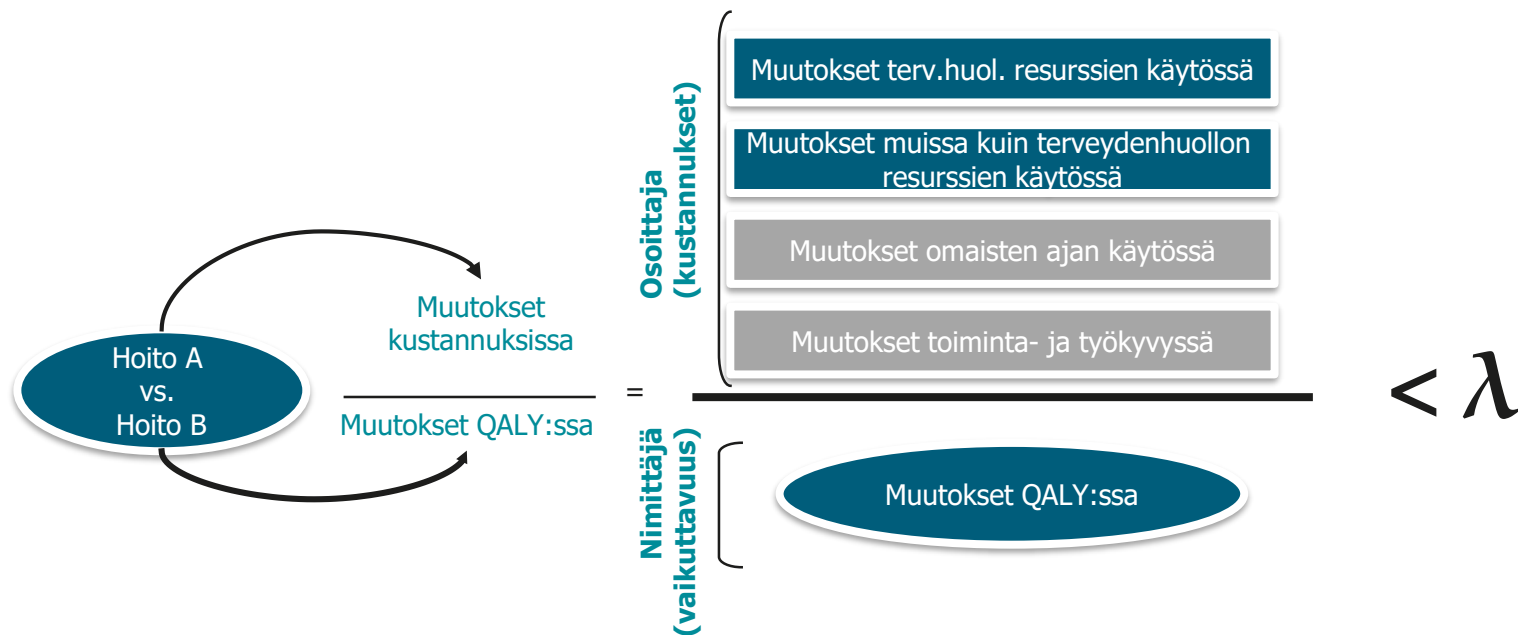 Hoito A
vs.
Hoito B
Muutokset
kustannuksissa
Muutokset QALY:ssa
=
Osoittaja
(kustannukset)
Muutokset terv.huol. resurssien käytössä
Muutokset muissa kuin terveydenhuollon
resurssien käytössä
Muutokset omaisten ajan käytössä
Muutokset toiminta- ja työkyvyssä
Nimittäjä
(vaikuttavuus)
Muutokset QALY:ssa
< λ